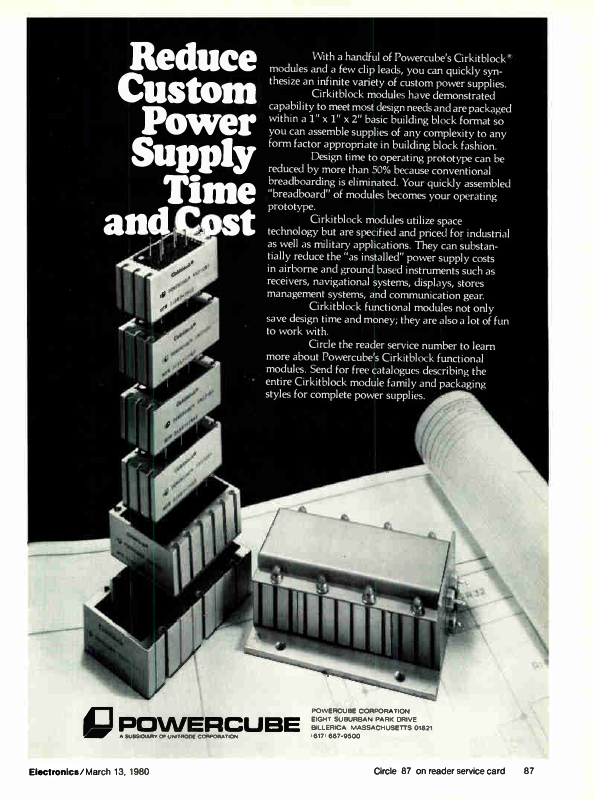 Reduce
Custom
Power
Supply
Time
and Cost
With a handful of Powercube's Cirkitblock®
modules and a few clip leads, you can quickly syn-
thesize an infinite variety of custom power supplies.
Cirkitblock modules have demonstrated
capability to meet most design needs and are packaged
within a 1" x 1" x 2" basic building block format so
you can assemble supplies of any complexity to any
form factor appropriate in building block fashion.
Design time to operating prototype can be
reduced by more than 50% because conventional
breadboarding is eliminated. Your quickly assembled
"breadboard" of modules becomes your operating
prototype.
Cirkitblock modules utilize space
technology but are specified and priced for industrial
as well as military applications. They can substan-
tially reduce the "as installed" power supply costs
in airborne and ground based instruments such as
receivers, navigational systems, displays, stores
management systems, and communication gear.
Cirkitblock functional modules not only
save design time and money; they are also a lot of fun
to work with.
Circle the reader service number to learn
more about Powercube's Cirkitblock functional
modules. Send for free catalogues describing the
entire Cirkitblock module family and packaging
styles for complete power supplies.
Cirkitblock®
Cirkitblock®
Cirkitblock®
Cirkitblock®
POWERCUBE
A SUBSIDIARY OF UNITRODE CORPORATION
POWERCUBE CORPORATION
EIGHT SUBURBAN PARK DRIVE
BILLERICA MASSACHUSETTS 01821
(617) 667-9500
Electronics/March 13, 1980
Circle 87 on reader service card 87